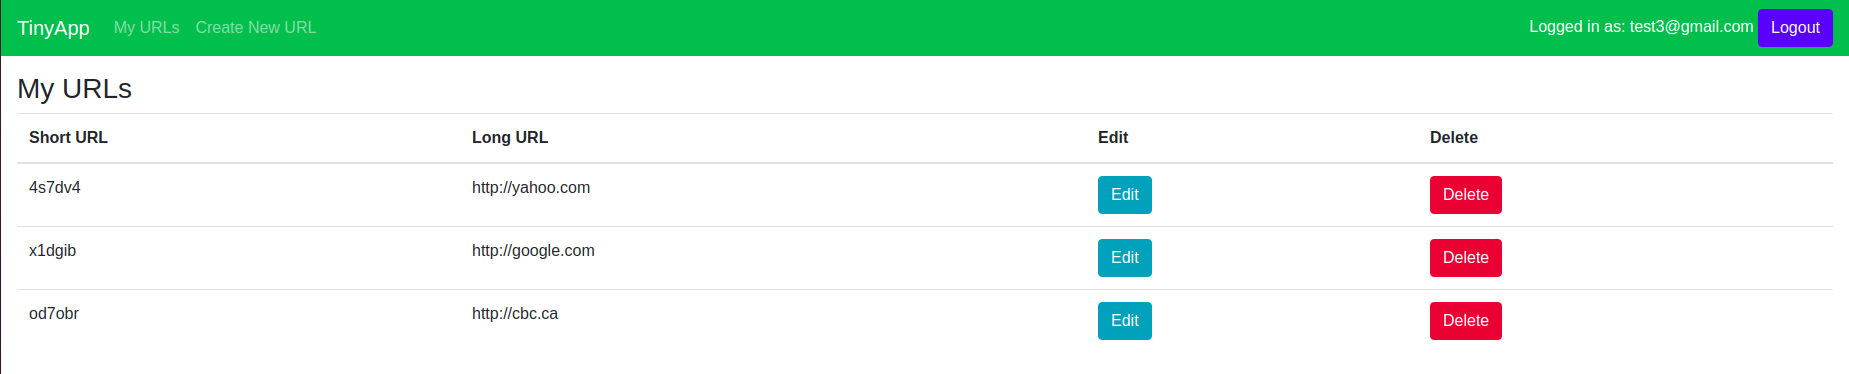 TinyApp My URLs Create New URL Logged in as: test3@gmail.com Logout
My URLs
Short URL Long URL Edit Delete
4s7dv4 http://yahoo.com Edit Delete
x1dgib http://google.com Edit Delete
od7obr http://cbc.ca Edit Delete